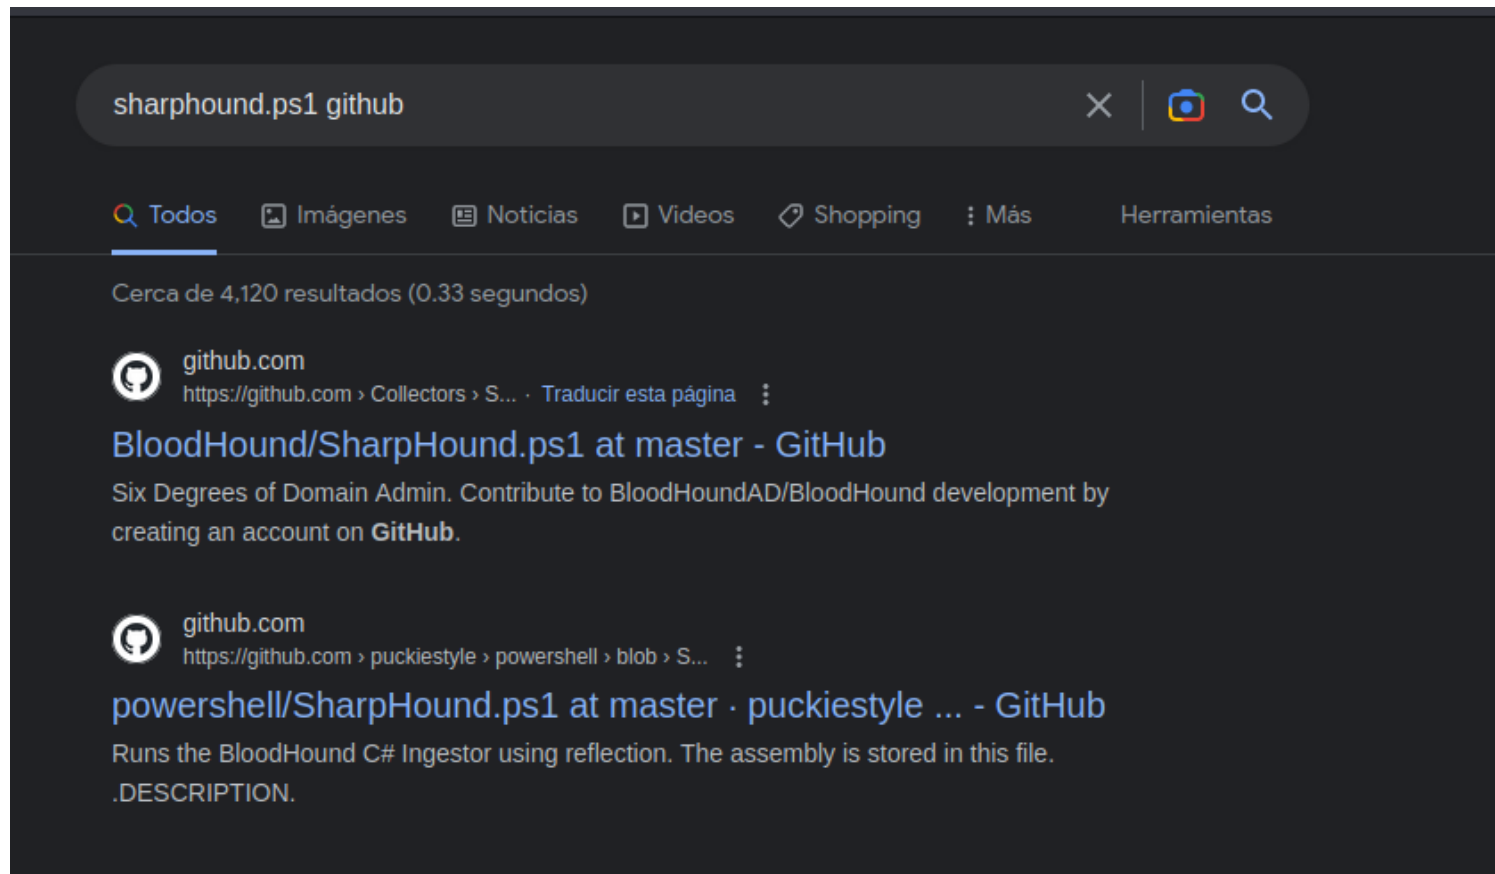 sharphound.ps1 github
Todos Imágenes Noticias Videos Shopping Más Herramientas
Cerca de 4,120 resultados (0.33 segundos)
github.com
https://github.com › Collectors › S... · Traducir esta página
BloodHound/SharpHound.ps1 at master - GitHub
Six Degrees of Domain Admin. Contribute to BloodHoundAD/BloodHound development by
creating an account on GitHub.
github.com
https://github.com › puckiestyle › powershell › blob › S...
powershell/SharpHound.ps1 at master · puckiestyle ... - GitHub
Runs the BloodHound C# Ingestor using reflection. The assembly is stored in this file.
.DESCRIPTION.